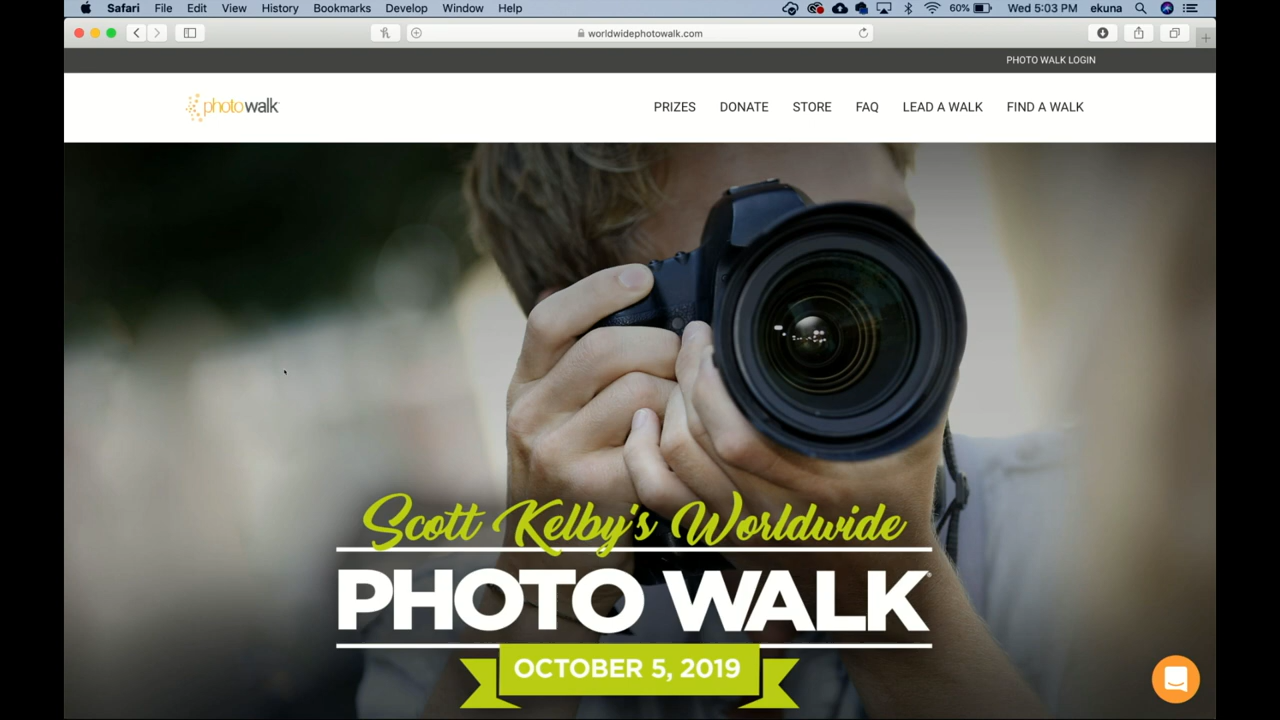 Safari File Edit View History Bookmarks Develop Window Help 60% Wed 5:03 PM ekuna
worldwidephotowalk.com
PHOTO WALK LOGIN
photowalk PRIZES DONATE STORE FAQ LEAD A WALK FIND A WALK
Scott Kelby's Worldwide
PHOTO WALK®
OCTOBER 5, 2019